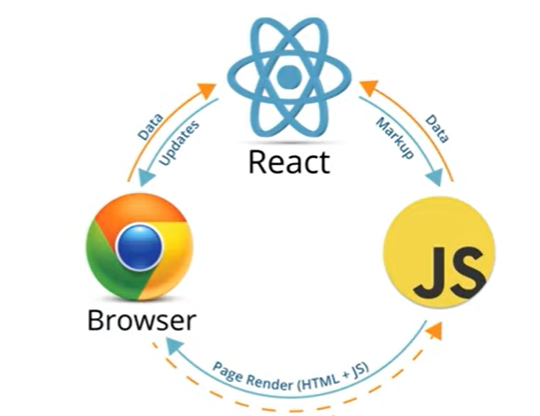 Data
Updates
Data
Markup
React
JS
Browser
Page Render (HTML + JS)